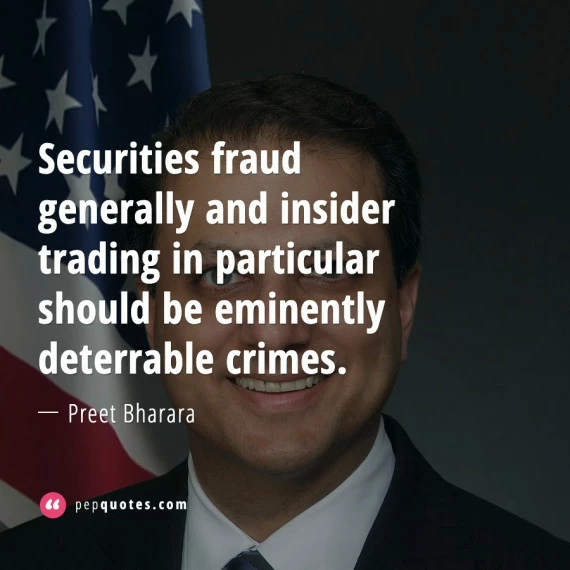 Securities fraud
generally and insider
trading in particular
should be eminently
deterrable crimes.
— Preet Bharara
pepquotes.com